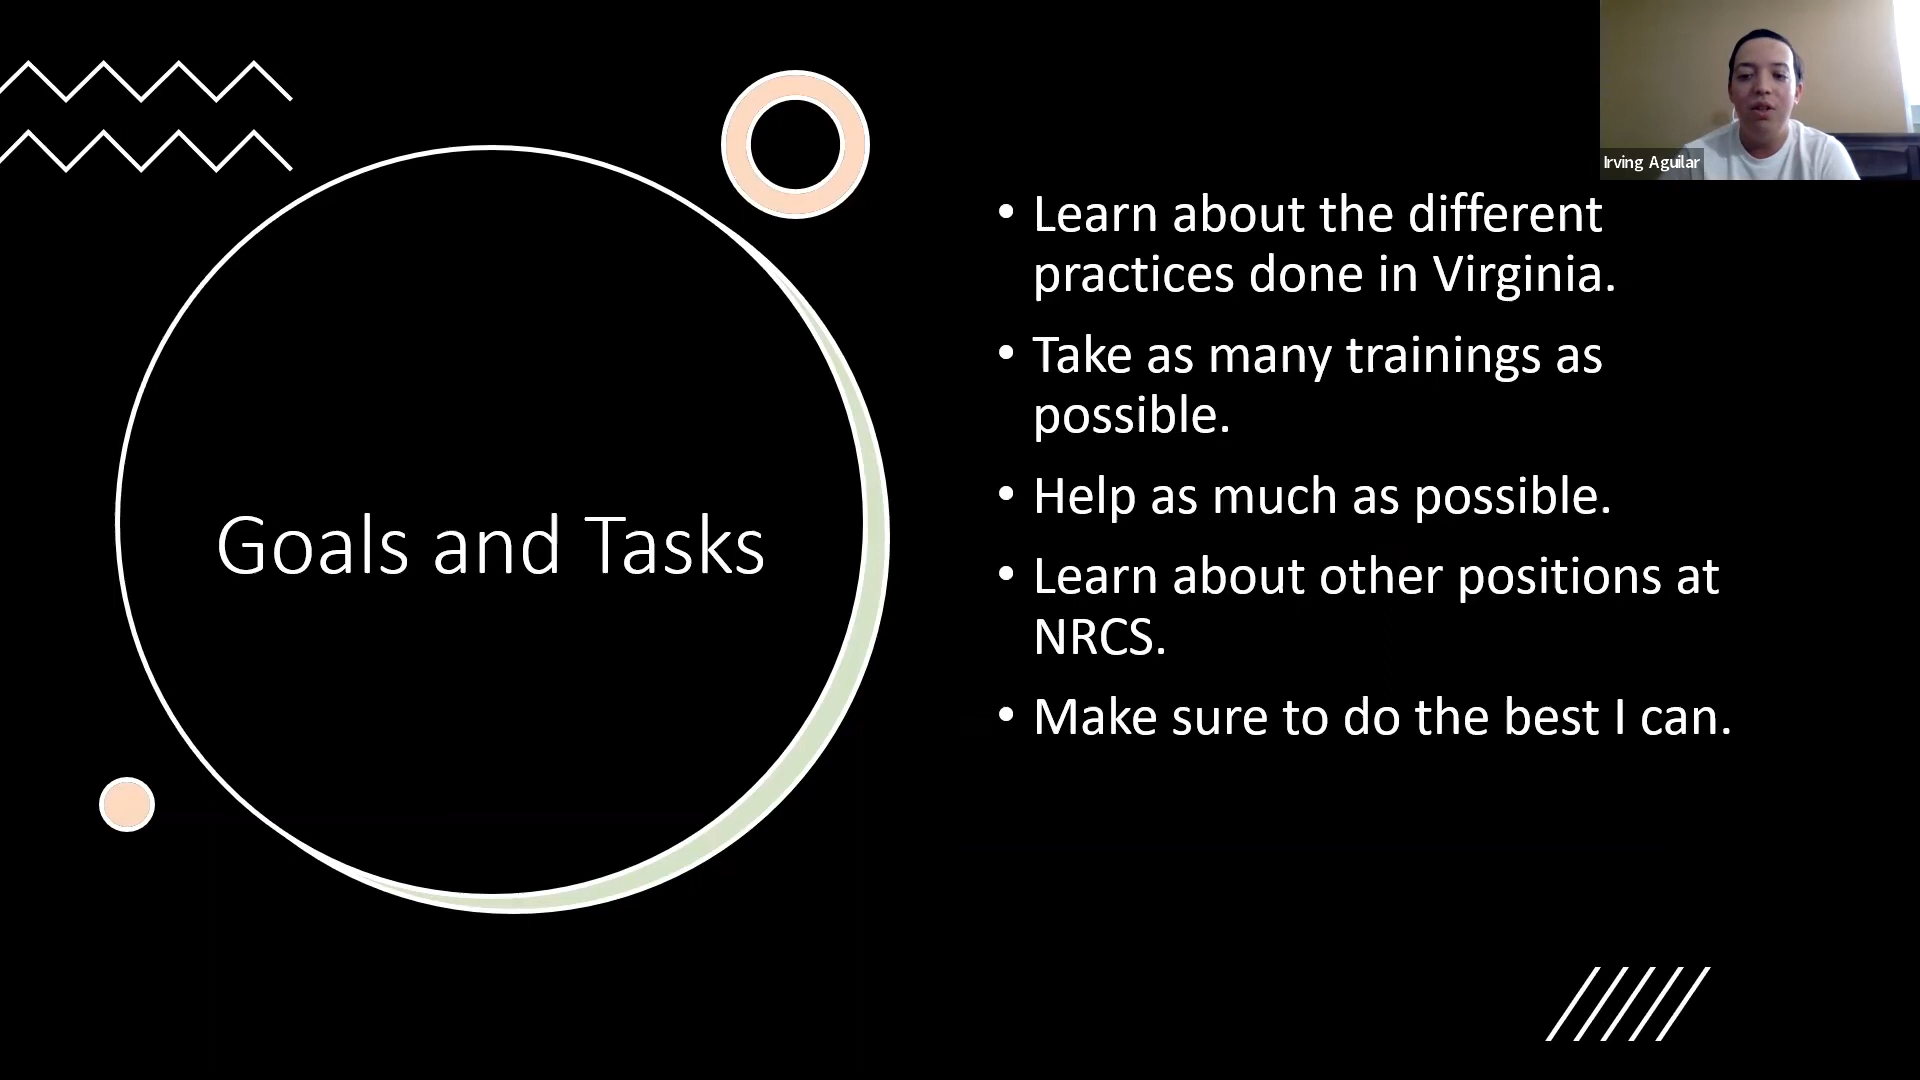 Irving Aguilar
Goals and Tasks
• Learn about the different
practices done in Virginia.
• Take as many trainings as
possible.
• Help as much as possible.
• Learn about other positions at
NRCS.
• Make sure to do the best I can.